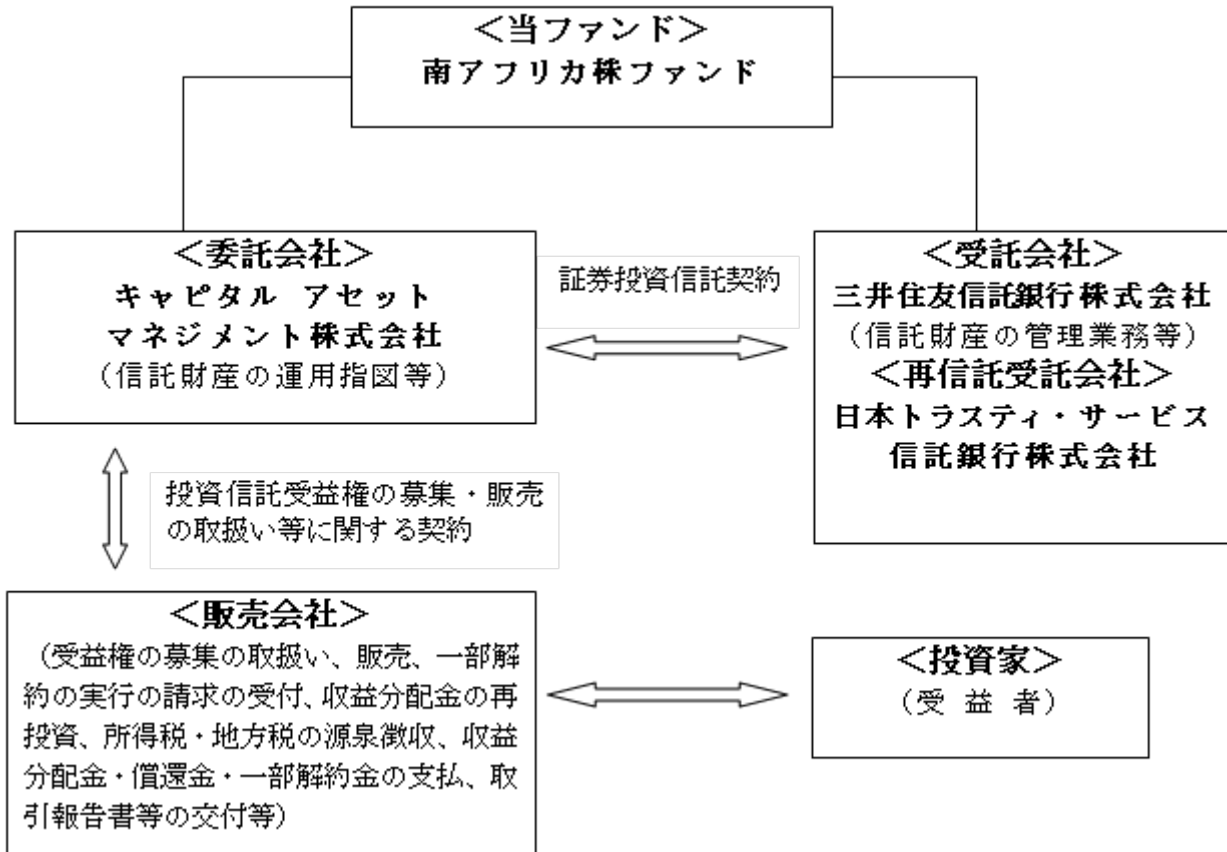 ＜当ファンド＞
南アフリカ株ファンド
＜委託会社＞
キャピタル アセット
マネジメント株式会社
（信託財産の運用指図等）
証券投資信託契約
＜受託会社＞
三井住友信託銀行株式会社
（信託財産の管理業務等）
＜再信託受託会社＞
日本トラスティ・サービス
信託銀行株式会社
投資信託受益権の募集・販売
の取扱い等に関する契約
＜販売会社＞
（受益権の募集の取扱い、販売、一部解
約の実行の請求の受付、収益分配金の再
投資、所得税・地方税の源泉徴収、収益
分配金・償還金・一部解約金の支払、取
引報告書等の交付等）
＜投資家＞
（受 益 者）